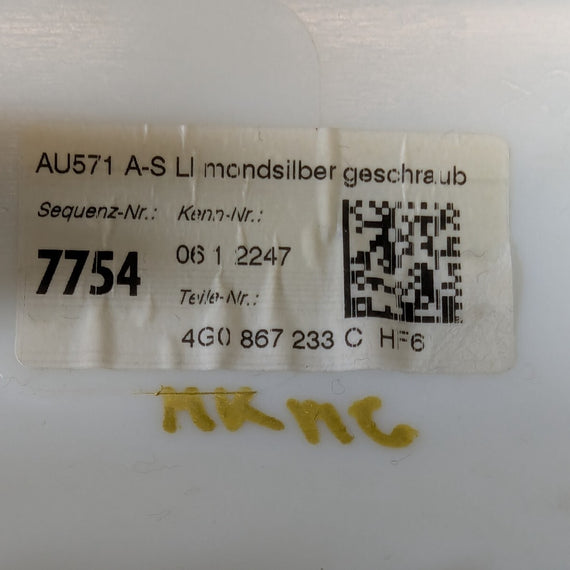 AU571 A-S LI mondsilber geschraub
Sequenz-Nr.: Kenn-Nr.:
7754 06 1 2247
Teile-Nr.:
4G0 867 233 C HF6